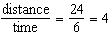 distance/time = 24/6 = 4